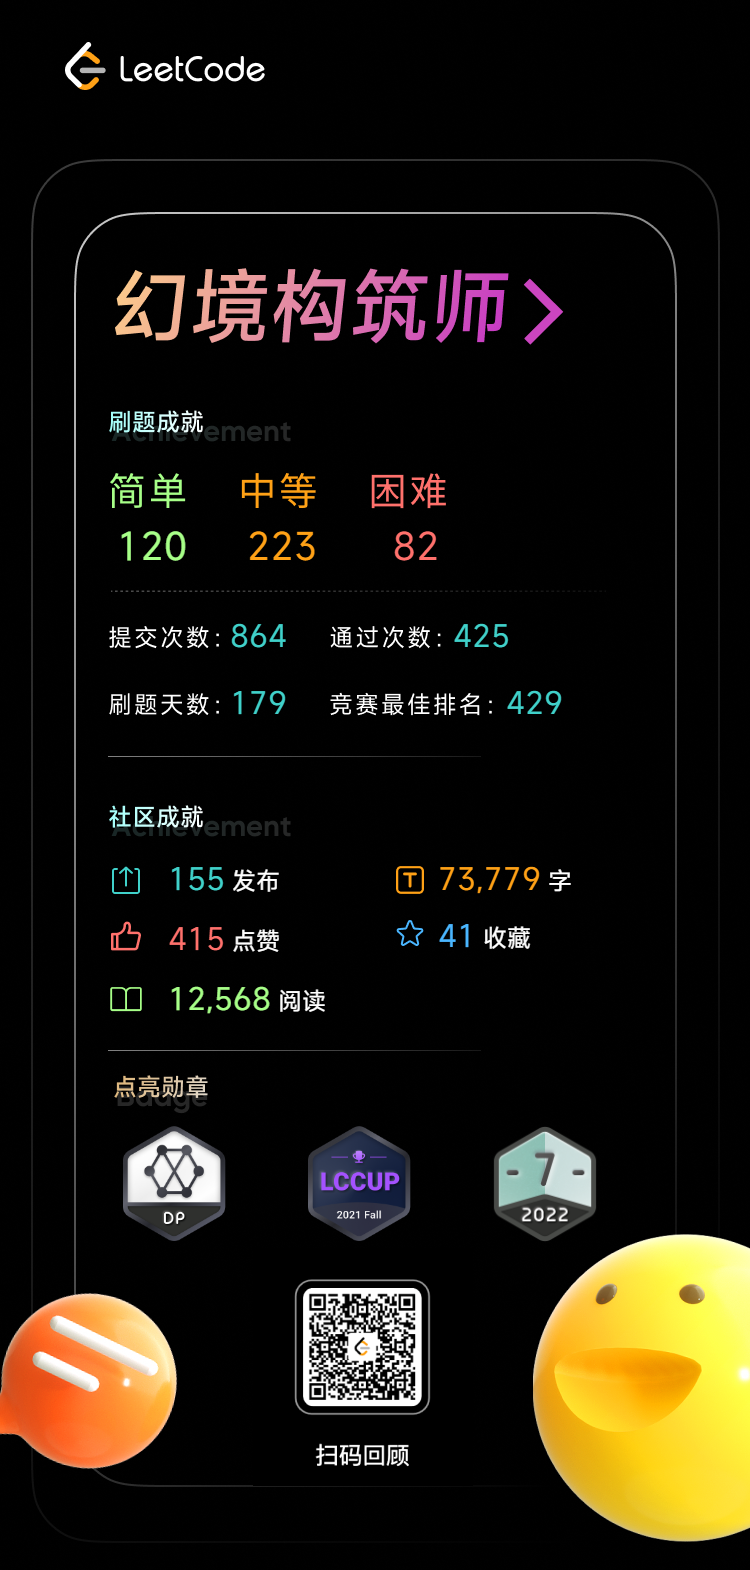 LeetCode
幻境构筑师
刷题成就
Achievement
简单 中等 困难
120 223 82
提交次数: 864 通过次数: 425
刷题天数: 179 竞赛最佳排名: 429
社区成就
Achievement
155 发布 T 73,779 字
415 点赞 41 收藏
12,568 阅读
点亮勋章
Badge
DP
LCCUP
2021 Fall
7
2022
扫码回顾